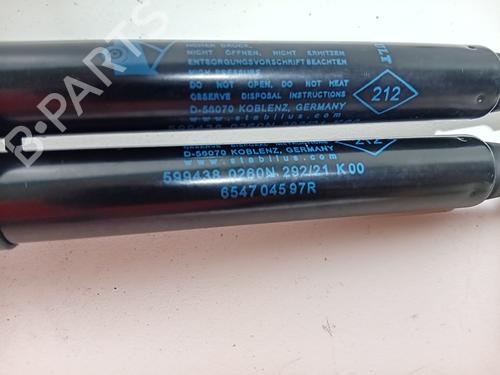 HOHER DRUCK,
NICHT ÖFFNEN, NICHT ERHITZEN
ENTSORGUNGSVORSCHRIFT BEACHTEN
HIGH PRESSURE
DO NOT OPEN, DO NOT HEAT
OBSERVE DISPOSAL INSTRUCTIONS
D-56070 KOBLENZ, GERMANY
www.stabilus.com
212
B-Parts
OBSERVE DISPOSAL INSTRUCTIONS
D-56070 KOBLENZ, GERMANY
www.stabilus.com
212
599438 0260N 292/21 K00
6547 045 97R